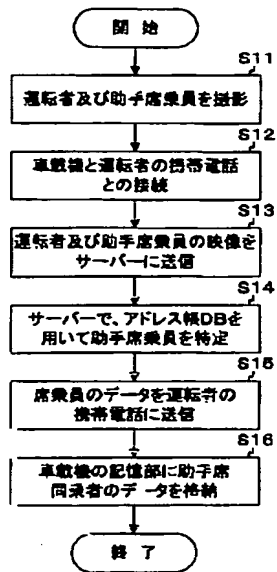 開始
S11
運転者及び助手席乗員を撮影
S12
車載機と運転者の携帯電話
との接続
S13
運転者及び助手席乗員の映像を
サーバーに送信
S14
サーバーで、アドレス帳DBを
用いて助手席乗員を特定
S15
席乗員のデータを運転者の
携帯電話に送信
S16
車載機の記憶部に助手席
同乗者のデータを格納
終了